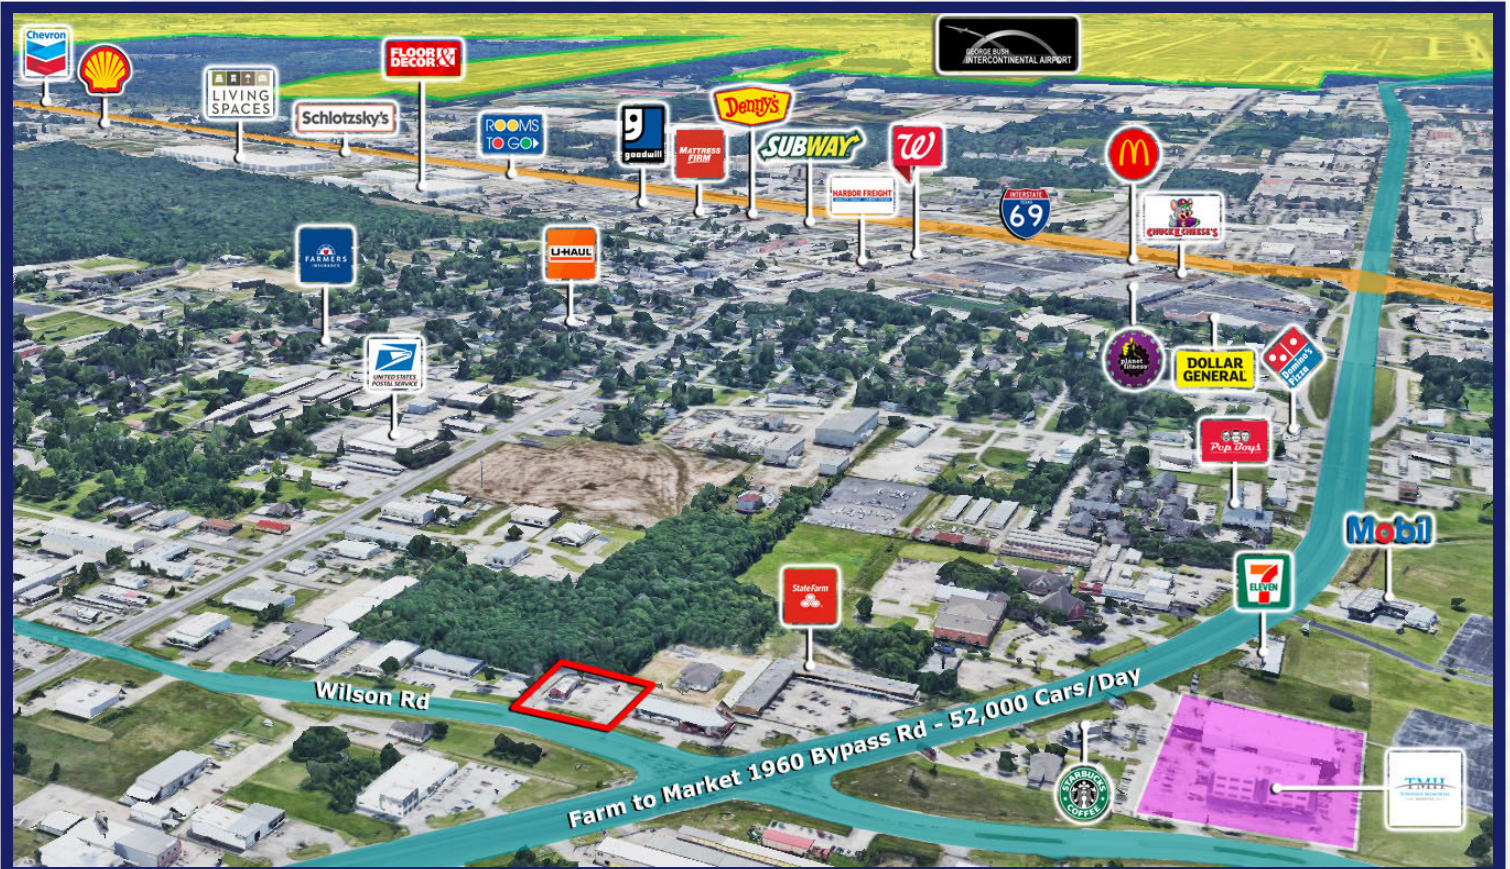 Chevron
LIVING
SPACES
Schlotzsky's
FLOOR &
DECOR
ROOMS
TO GO
goodwill
MATTRESS
FIRM
Denny's
SUBWAY
HARBOR FREIGHT
W
GEORGE BUSH
INTERCONTINENTAL AIRPORT
INTERSTATE
TEXAS
69
M
CHUCK E. CHEESE'S
FARMERS
INSURANCE
U-HAUL
UNITED STATES
POSTAL SERVICE
planet
fitness
DOLLAR
GENERAL
Domino's
Pizza
Pep Boys
Mobil
7
ELEVEN
StateFarm
Wilson Rd
Farm to Market 1960 Bypass Rd - 52,000 Cars/Day
STARBUCKS
COFFEE
TMH